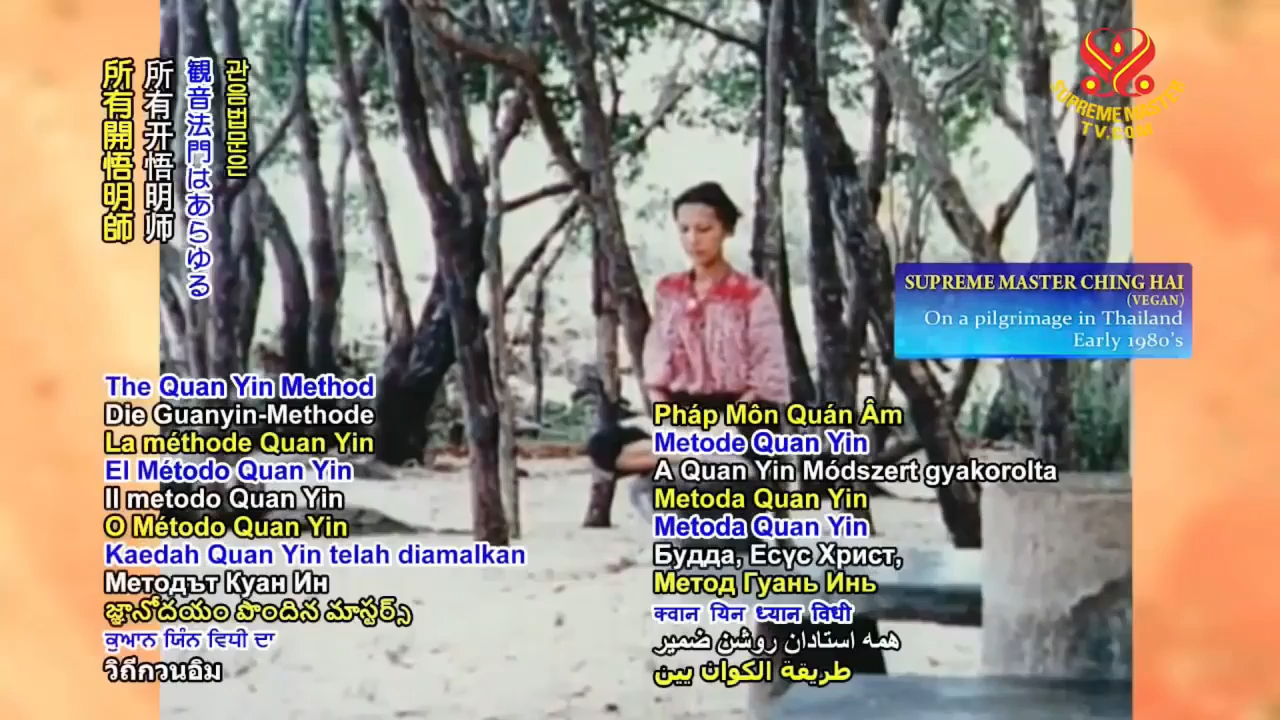 所有開悟明師
所有开悟明师
観音法門はあらゆる
관음법문은
SUPREME MASTER
TV.COM
SUPREME MASTER CHING HAI
(VEGAN)
On a pilgrimage in Thailand
Early 1980's
The Quan Yin Method
Die Guanyin-Methode
La méthode Quan Yin
El Método Quan Yin
Il metodo Quan Yin
O Método Quan Yin
Kaedah Quan Yin telah diamalkan
Методът Куан Ин
జ్ఞానోదయం పొందిన మాస్టర్స్
ਕੁਆਨ ਯਿੰਨ ਵਿਧੀ ਦਾ
วิถีกวนอิม
Pháp Môn Quán Âm
Metode Quan Yin
A Quan Yin Módszert gyakorolta
Metoda Quan Yin
Metoda Quan Yin
Будда, Есүс Христ,
Метод Гуань Инь
क्वान यिन ध्यान विधी
همه استادان روشن ضمیر
طريقة الكوان يين